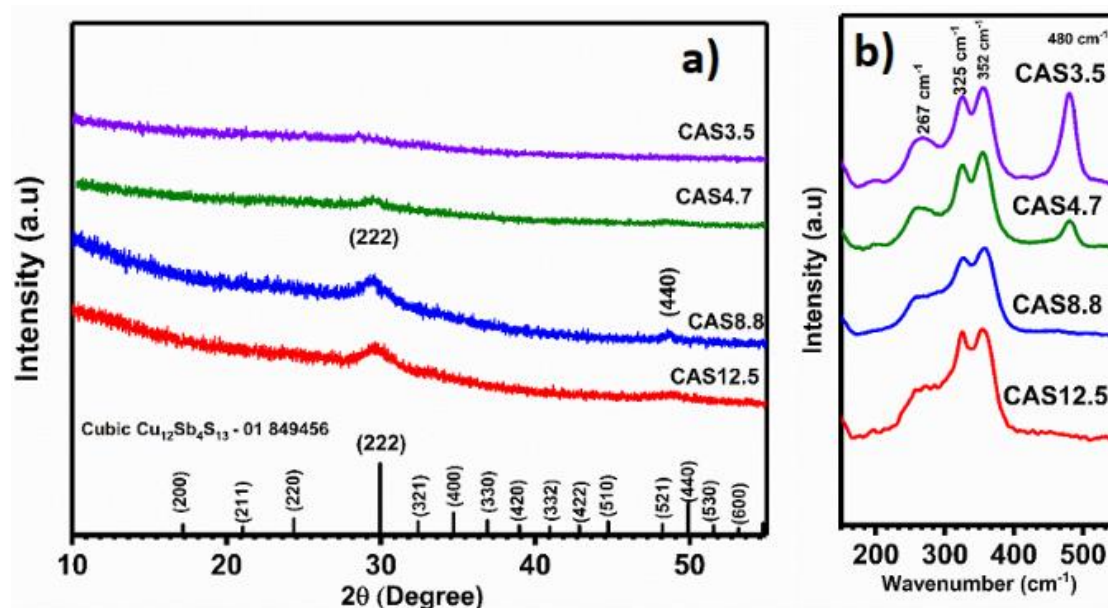 a)
CAS3.5
CAS4.7
(222)
(440)
CAS8.8
CAS12.5
Cubic Cu₁₂Sb₄S₁₃ - 01 849456
(222)
(200)
(211)
(220)
(321)
(400)
(330)
(420)
(332)
(422)
(510)
(521)
(440)
(530)
(600)
10 20 30 40 50
2θ (Degree)
Intensity (a.u)
b)
267 cm⁻¹
325 cm⁻¹
352 cm⁻¹
480 cm⁻¹
CAS3.5
CAS4.7
CAS8.8
CAS12.5
200 300 400 500
Wavenumber (cm⁻¹)
Intensity (a.u)